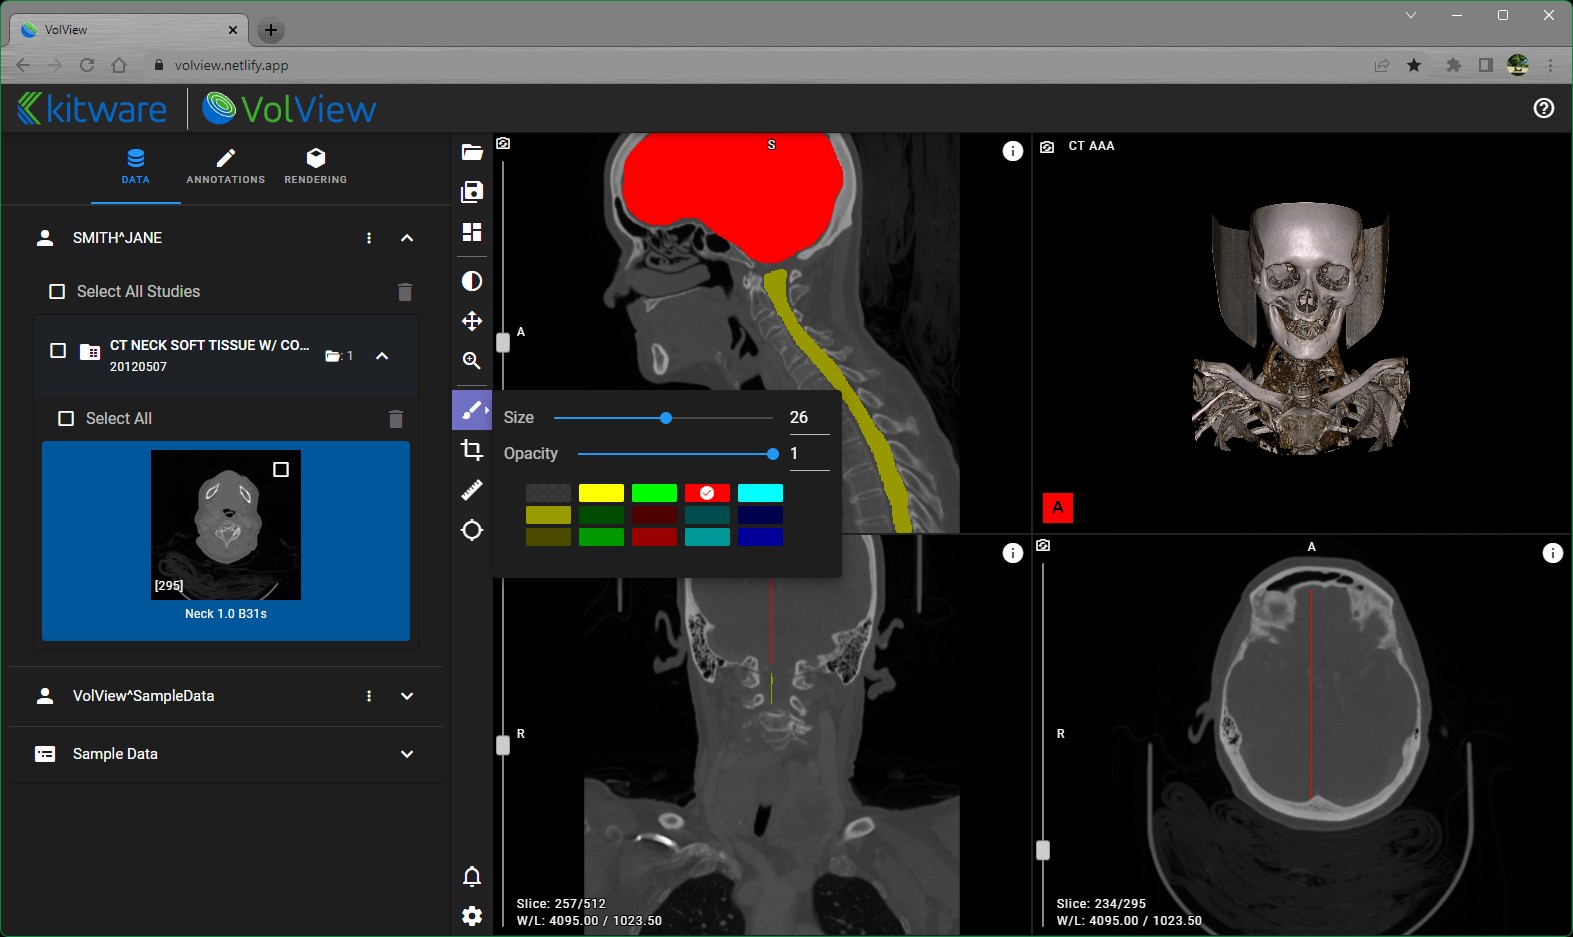 VolView
volview.netlify.app
kitware VolView
DATA
ANNOTATIONS
RENDERING
SMITH^JANE
Select All Studies
CT NECK SOFT TISSUE W/ CO...
20120507
: 1
Select All
[295]
Neck 1.0 B31s
VolView^SampleData
Sample Data
S
A
Size
26
Opacity
1
CT AAA
A
R
Slice: 257/512
W/L: 4095.00 / 1023.50
A
R
Slice: 234/295
W/L: 4095.00 / 1023.50